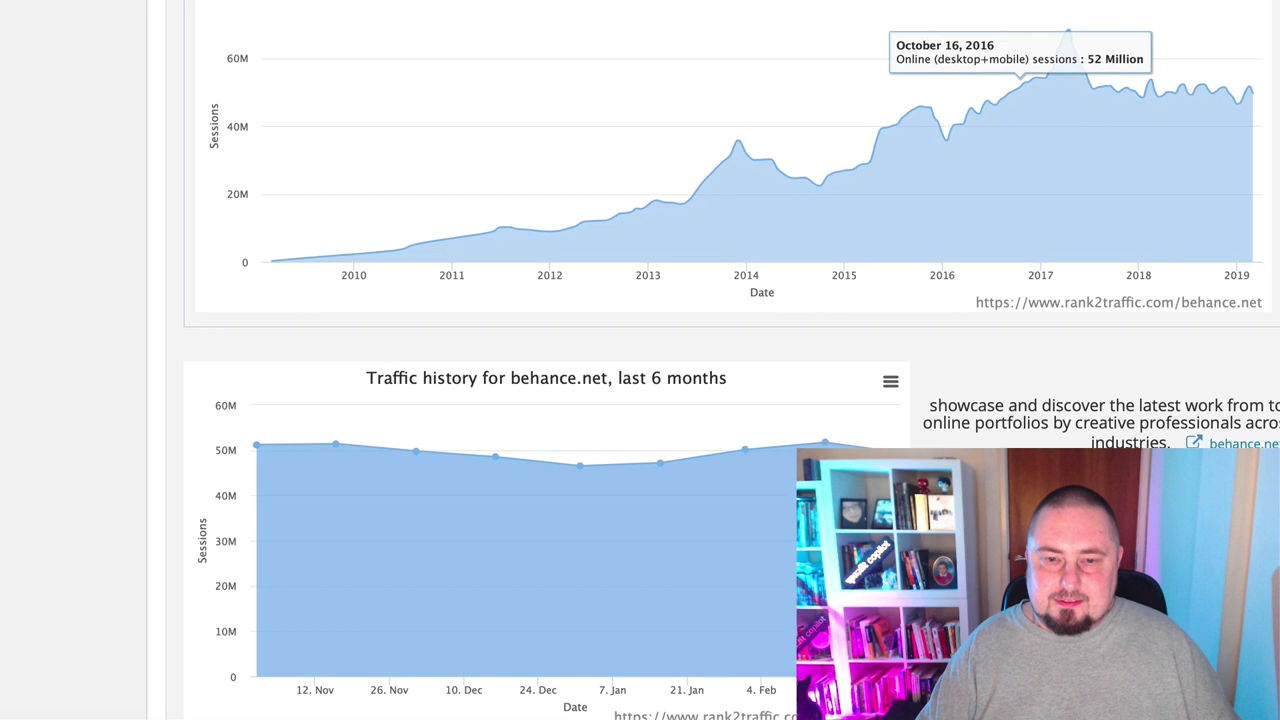 October 16, 2016
Online (desktop+mobile) sessions : 52 Million
60M
40M
20M
0
Sessions
2010 2011 2012 2013 2014 2015 2016 2017 2018 2019
Date
https://www.rank2traffic.com/behance.net
Traffic history for behance.net, last 6 months
60M
50M
40M
30M
20M
10M
0
Sessions
12. Nov 26. Nov 10. Dec 24. Dec 7. Jan 21. Jan 4. Feb
Date
https://www.rank2traffic.c
showcase and discover the latest work from to
online portfolios by creative professionals acro
industries. behance.ne
copilot
copilot